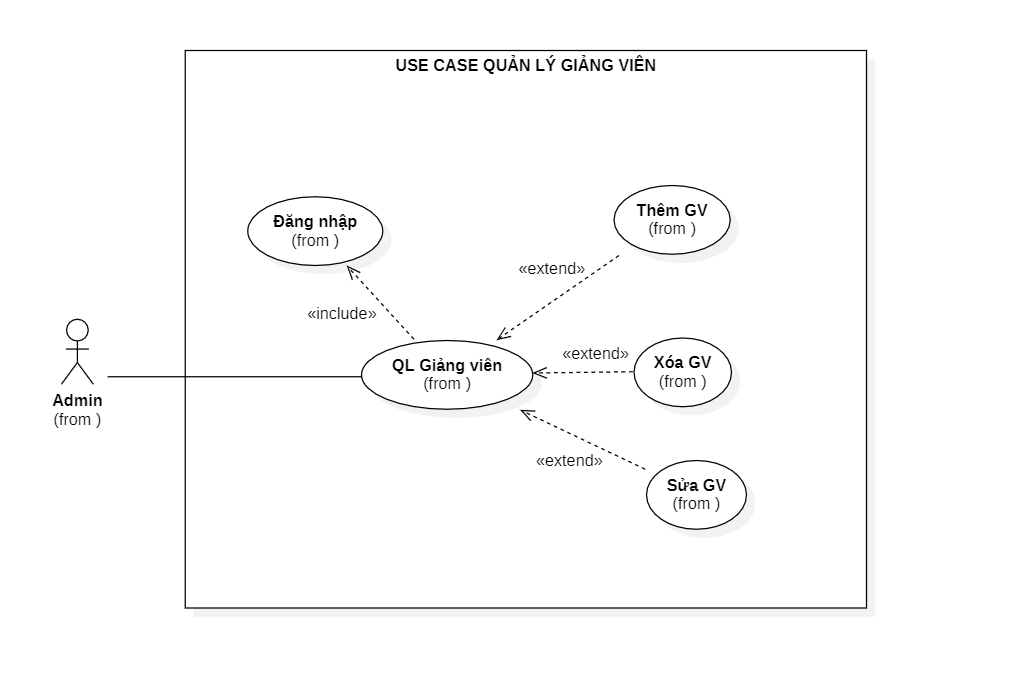 USE CASE QUẢN LÝ GIẢNG VIÊN
Đăng nhập
(from )
Thêm GV
(from )
«extend»
«include»
QL Giảng viên
(from )
«extend»
Xóa GV
(from )
Admin
(from )
«extend»
Sửa GV
(from )